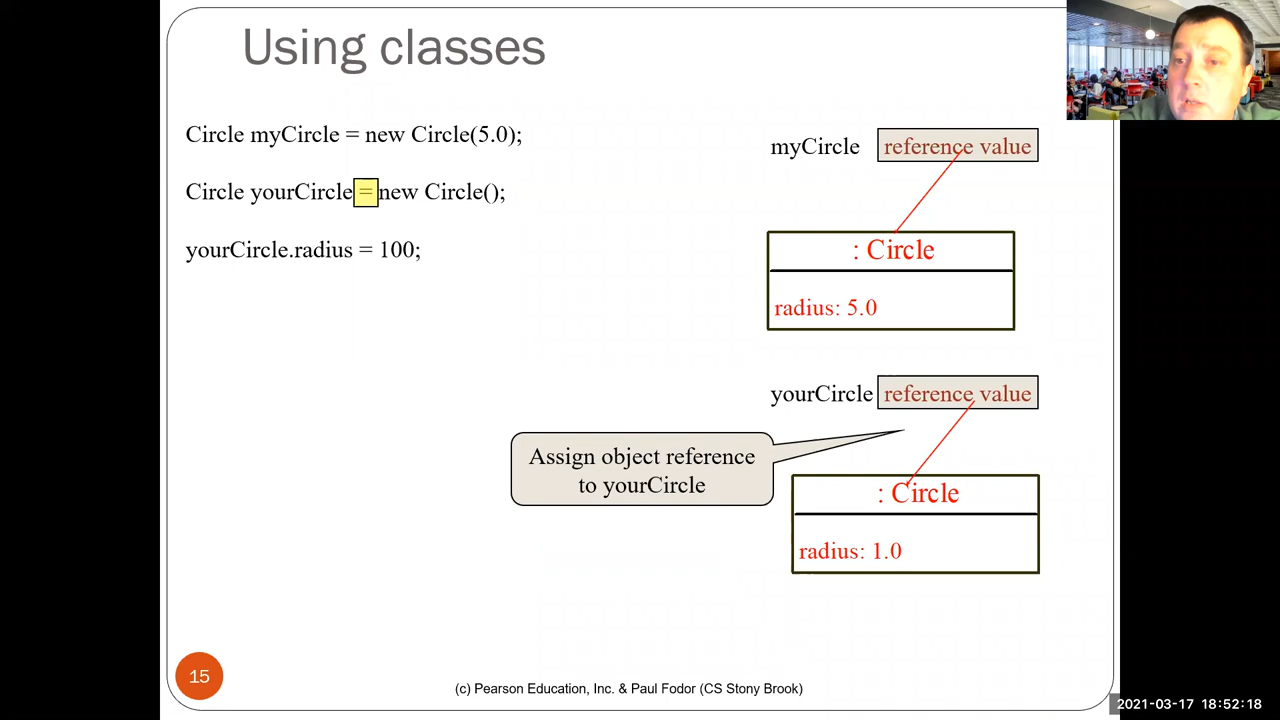 Using classes
Circle myCircle = new Circle(5.0);
Circle yourCircle = new Circle();
yourCircle.radius = 100;
myCircle reference value
: Circle
radius: 5.0
yourCircle reference value
Assign object reference
to yourCircle
: Circle
radius: 1.0
15
(c) Pearson Education, Inc. & Paul Fodor (CS Stony Brook)
2021-03-17 18:52:18